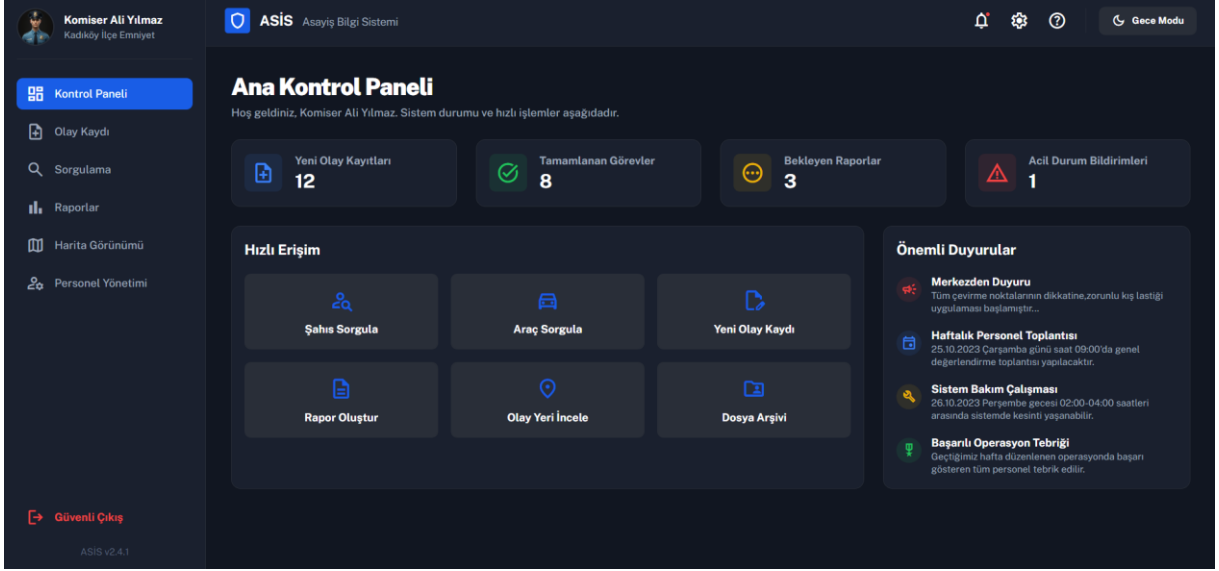 Komiser Ali Yılmaz
Kadıköy İlçe Emniyet
Kontrol Paneli
Olay Kaydı
Sorgulama
Raporlar
Harita Görünümü
Personel Yönetimi
Güvenli Çıkış
ASİS v2.4.1
ASİS Asayiş Bilgi Sistemi
Gece Modu
Ana Kontrol Paneli
Hoş geldiniz, Komiser Ali Yılmaz. Sistem durumu ve hızlı işlemler aşağıdadır.
Yeni Olay Kayıtları
12
Tamamlanan Görevler
8
Bekleyen Raporlar
3
Acil Durum Bildirimleri
1
Hızlı Erişim
Şahıs Sorgula
Araç Sorgula
Yeni Olay Kaydı
Rapor Oluştur
Olay Yeri İncele
Dosya Arşivi
Önemli Duyurular
Merkezden Duyuru
Tüm çevirme noktalarının dikkatine,zorunlu kış lastiği
uygulaması başlamıştır...
Haftalık Personel Toplantısı
25.10.2023 Çarşamba günü saat 09:00'da genel
değerlendirme toplantısı yapılacaktır.
Sistem Bakım Çalışması
26.10.2023 Perşembe gecesi 02:00-04:00 saatleri
arasında sistemde kesinti yaşanabilir.
Başarılı Operasyon Tebriği
Geçtiğimiz hafta düzenlenen operasyonda başarı
gösteren tüm personel tebrik edilir.